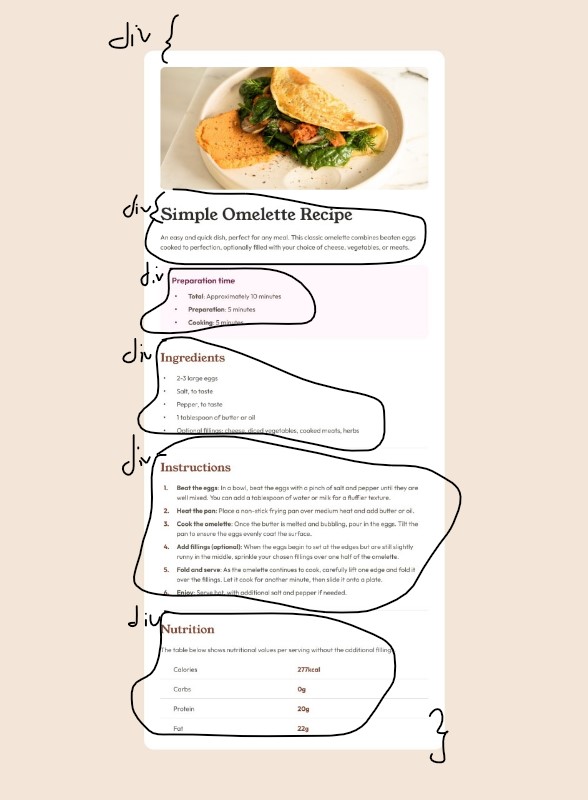 div {
div{
Simple Omelette Recipe
An easy and quick dish, perfect for any meal. This classic omelette combines beaten eggs
cooked to perfection, optionally filled with your choice of cheese, vegetables, or meats.
div
Preparation time
• Total: Approximately 10 minutes
• Preparation: 5 minutes
• Cooking: 5 minutes
div
Ingredients
• 2-3 large eggs
• Salt, to taste
• Pepper, to taste
• 1 tablespoon of butter or oil
• Optional fillings: cheese, diced vegetables, cooked meats, herbs
div
Instructions
1. Beat the eggs: In a bowl, beat the eggs with a pinch of salt and pepper until they are
well mixed. You can add a tablespoon of water or milk for a fluffier texture.
2. Heat the pan: Place a non-stick frying pan over medium heat and add butter or oil.
3. Cook the omelette: Once the butter is melted and bubbling, pour in the eggs. Tilt the
pan to ensure the eggs evenly coat the surface.
4. Add fillings (optional): When the eggs begin to set at the edges but are still slightly
runny in the middle, sprinkle your chosen fillings over one half of the omelette.
5. Fold and serve: As the omelette continues to cook, carefully lift one edge and fold it
over the fillings. Let it cook for another minute, then slide it onto a plate.
6. Enjoy: Serve hot, with additional salt and pepper if needed.
div
Nutrition
The table below shows nutritional values per serving without the additional fillings.
Calories 277kcal
Carbs 0g
Protein 20g
Fat 22g
}